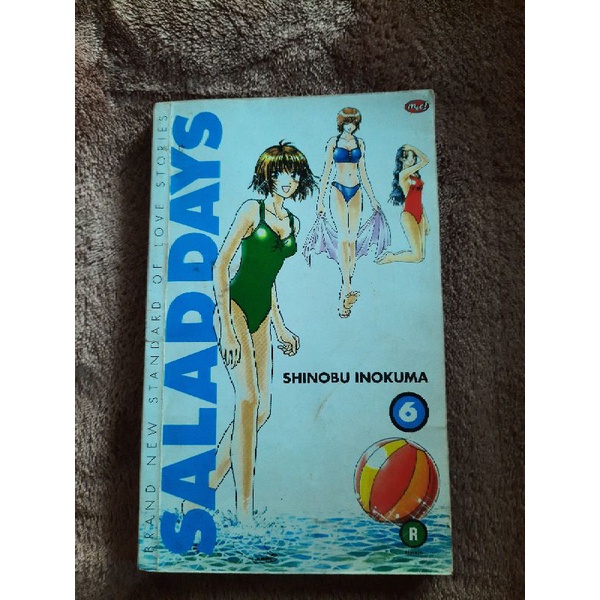 BRAND NEW STANDARD OF LOVE STORIES
SALAD DAYS
m&c!
SHINOBU INOKUMA
6
R